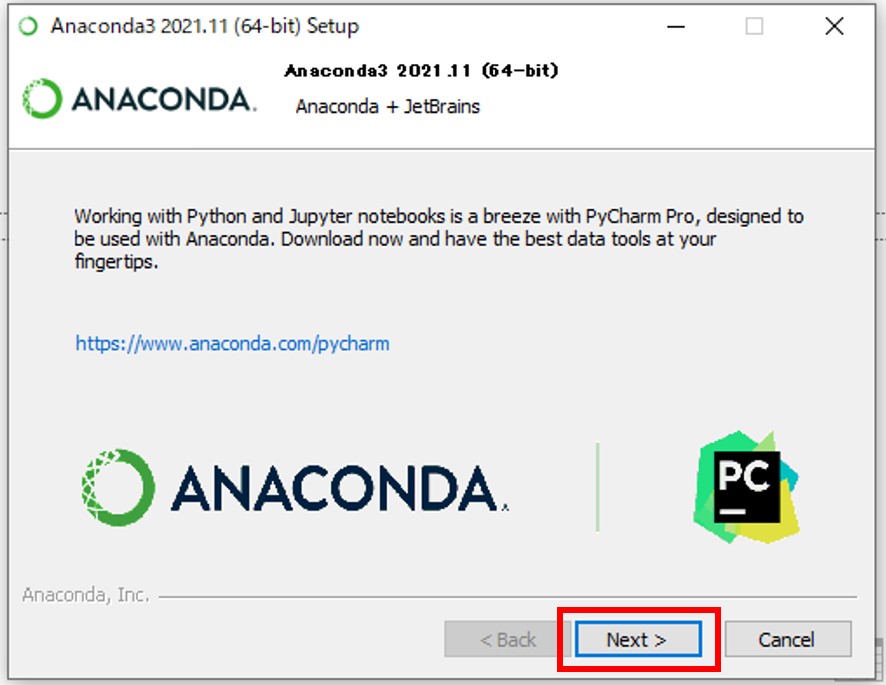 Anaconda3 2021.11 (64-bit) Setup
Anaconda3 2021.11 (64-bit)
ANACONDA.
Anaconda + JetBrains
Working with Python and Jupyter notebooks is a breeze with PyCharm Pro, designed to
be used with Anaconda. Download now and have the best data tools at your
fingertips.
https://www.anaconda.com/pycharm
ANACONDA.
PC
Anaconda, Inc.
< Back
Next >
Cancel